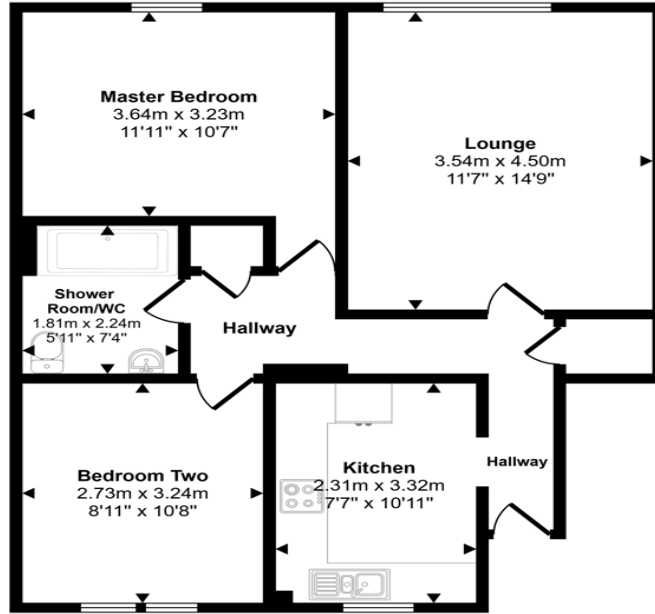 Master Bedroom
3.64m x 3.23m
11'11" x 10'7"
Lounge
3.54m x 4.50m
11'7" x 14'9"
Shower
Room/WC
1.81m x 2.24m
5'11" x 7'4"
Hallway
Bedroom Two
2.73m x 3.24m
8'11" x 10'8"
Kitchen
2.31m x 3.32m
7'7" x 10'11"
Hallway